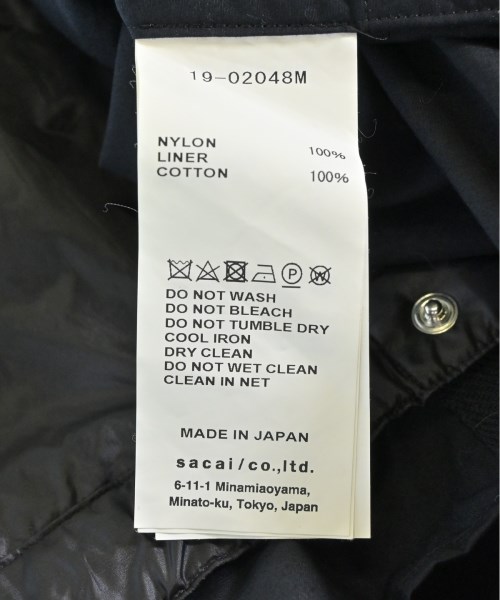 19-02048M
NYLON 100%
LINER
COTTON 100%
P W
DO NOT WASH
DO NOT BLEACH
DO NOT TUMBLE DRY
COOL IRON
DRY CLEAN
DO NOT WET CLEAN
CLEAN IN NET
MADE IN JAPAN
sacai/co.,ltd.
6-11-1 Minamiaoyama,
Minato-ku, Tokyo, Japan